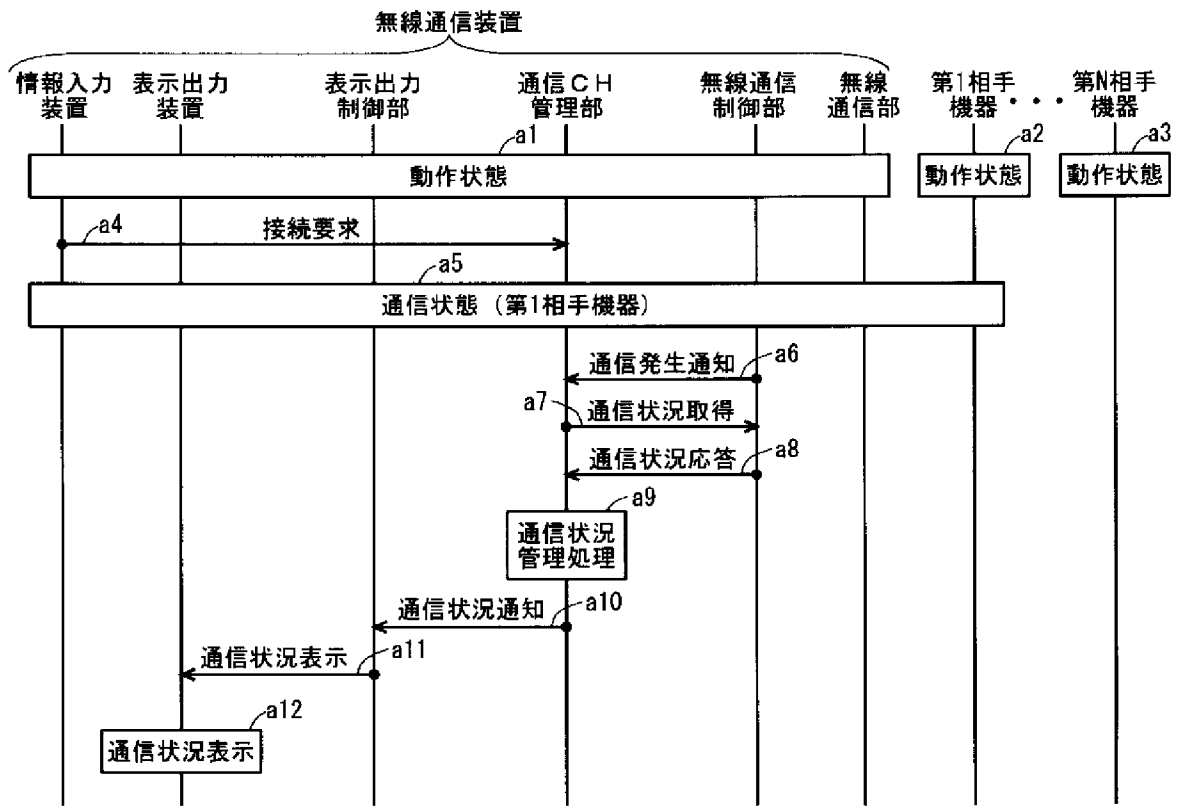 無線通信装置
情報入力
装置
表示出力
装置
表示出力
制御部
通信CH
管理部
無線通信
制御部
無線
通信部
第1相手
機器
・・・
第N相手
機器
a1
動作状態
a2
動作状態
a3
動作状態
a4
接続要求
a5
通信状態(第1相手機器)
通信発生通知
a6
a7
通信状況取得
通信状況応答
a8
a9
通信状況
管理処理
通信状況通知
a10
通信状況表示
a11
a12
通信状況表示